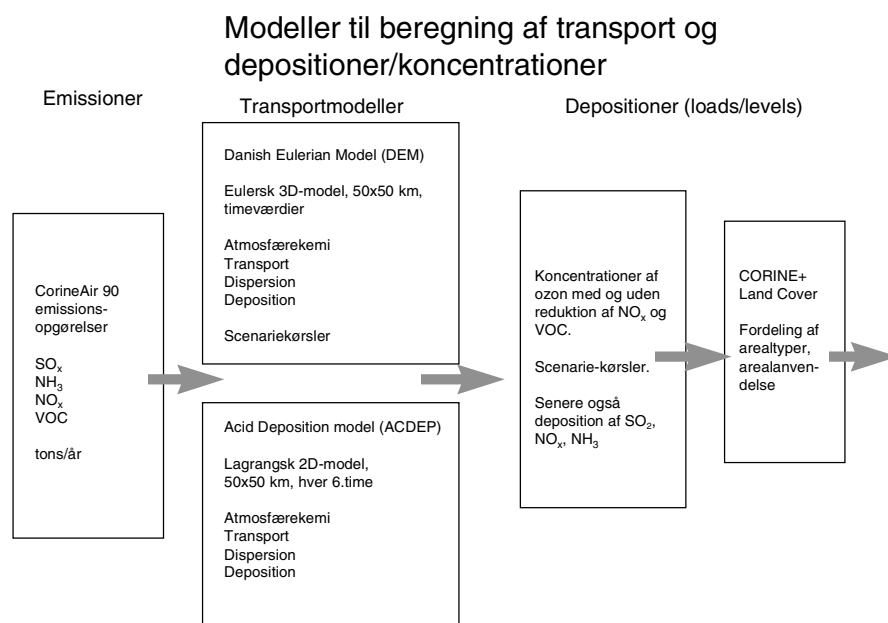 Modeller til beregning af transport og
depositioner/koncentrationer
Emissioner
Transportmodeller
Depositioner (loads/levels)
CorineAir 90
emissions-
opgørelser
SOₓ
NH₃
NOₓ
VOC
tons/år
Danish Eulerian Model (DEM)
Eulersk 3D-model, 50x50 km,
timeværdier
Atmosfærekemi
Transport
Dispersion
Deposition
Scenariekørsler
Acid Deposition model (ACDEP)
Lagrangsk 2D-model,
50x50 km, hver 6.time
Atmosfærekemi
Transport
Dispersion
Deposition
Koncentrationer af
ozon med og uden
reduktion af NOₓ og
VOC.
Scenarie-kørsler.
Senere også
deposition af SO₂,
NOₓ, NH₃
CORINE+
Land Cover
Fordeling af
arealtyper,
arealanven-
delse